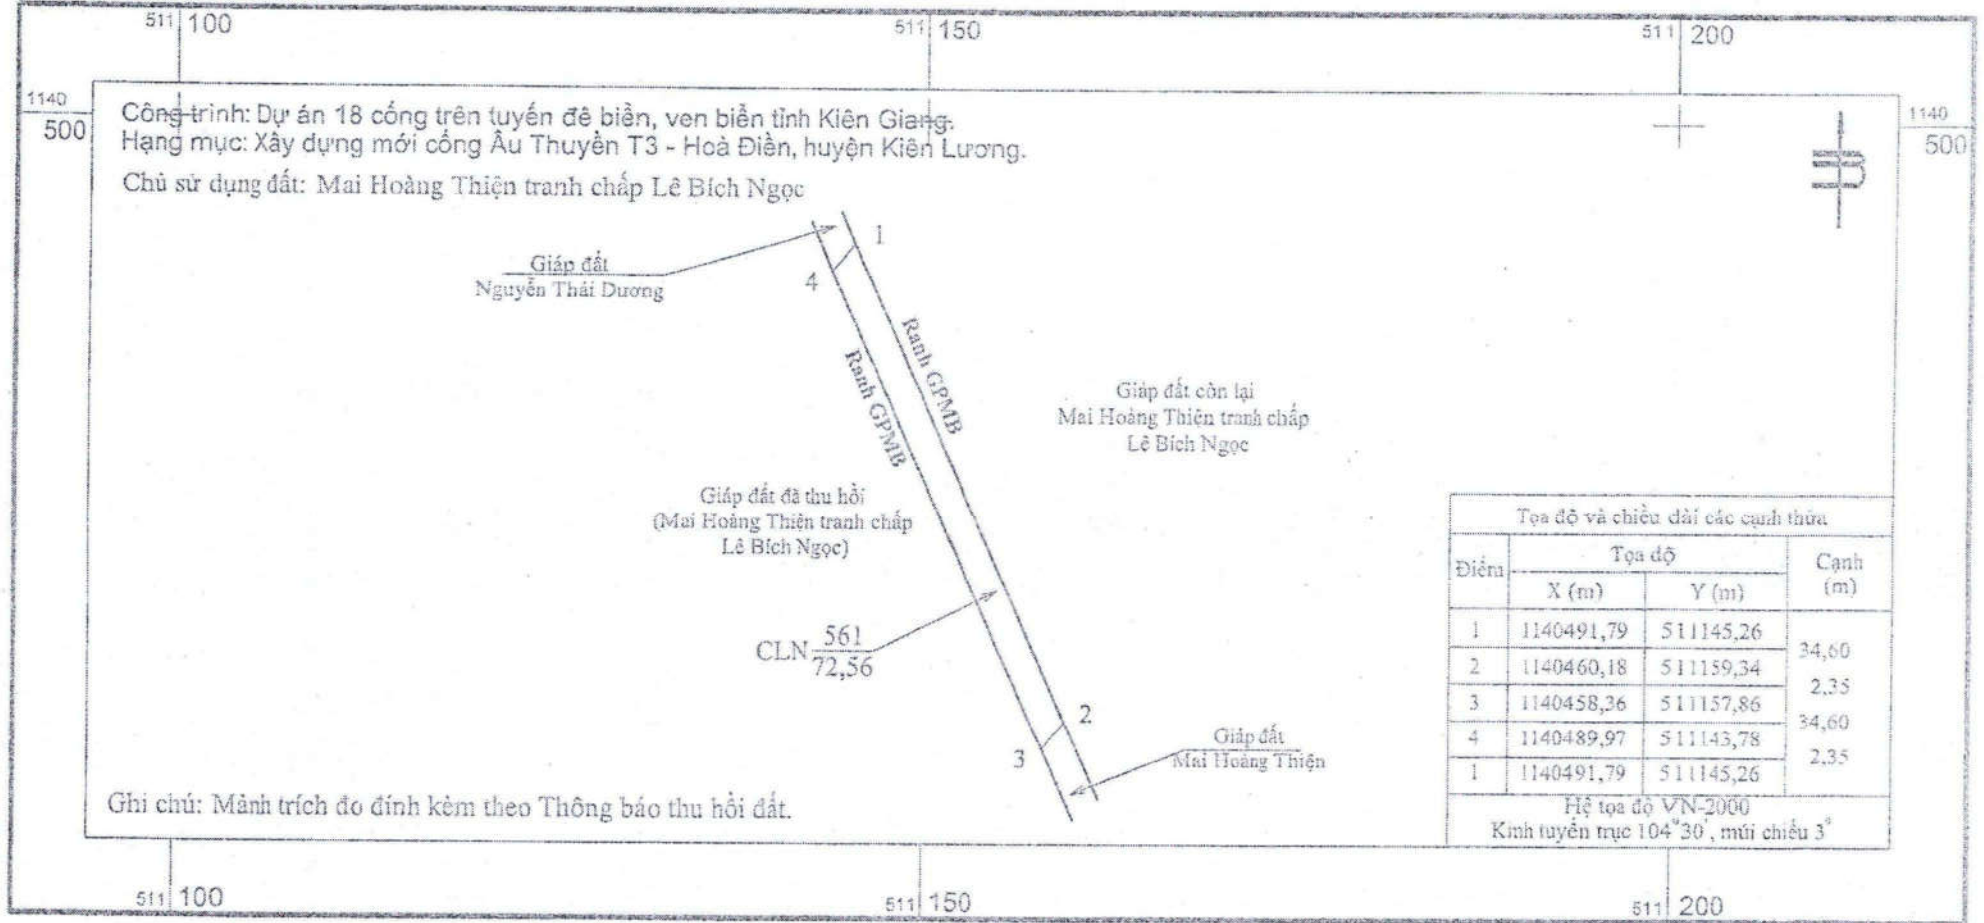 511 100
511 150
511 200
1140
500
1140
500
Công trình: Dự án 18 cống trên tuyến đê biển, ven biển tỉnh Kiên Giang.
Hạng mục: Xây dựng mới cống Âu Thuyền T3 - Hoà Điền, huyện Kiên Lương.
Chủ sử dụng đất: Mai Hoàng Thiện tranh chấp Lê Bích Ngọc
1
Giáp đất
Nguyễn Thái Dương
4
Ranh GPMB
Ranh GPMB
Giáp đất còn lại
Mai Hoàng Thiện tranh chấp
Lê Bích Ngọc
Giáp đất đã thu hồi
(Mai Hoàng Thiện tranh chấp
Lê Bích Ngọc)
CLN 561
72,56
2
3
Giáp đất
Mai Hoàng Thiện
Tọa độ và chiều dài các cạnh thửa
Điểm Tọa độ Cạnh
(m)
X (m) Y (m)
1 1140491,79 511145,26
34,60
2 1140460,18 511159,34
2,35
3 1140458,36 511157,86
34,60
4 1140489,97 511143,78
2,35
1 1140491,79 511145,26
Hệ tọa độ VN-2000
Kinh tuyến trục 104°30', múi chiếu 3°
Ghi chú: Mảnh trích đo đính kèm theo Thông báo thu hồi đất.
511 100
511 150
511 200